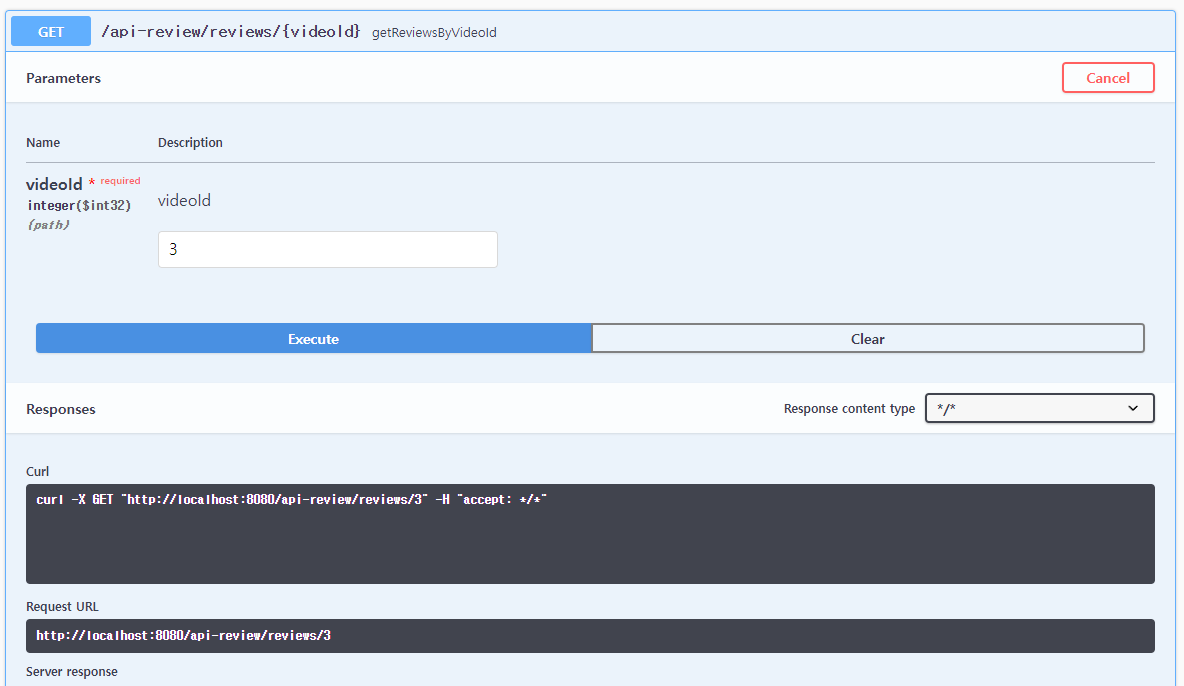 GET /api-review/reviews/{videoId} getReviewsByVideoId
Parameters
Cancel
Name Description
videoId * required
integer($int32)
(path)
videoId
3
Execute Clear
Responses Response content type */*
Curl
curl -X GET "http://localhost:8080/api-review/reviews/3" -H "accept: */*"
Request URL
http://localhost:8080/api-review/reviews/3
Server response